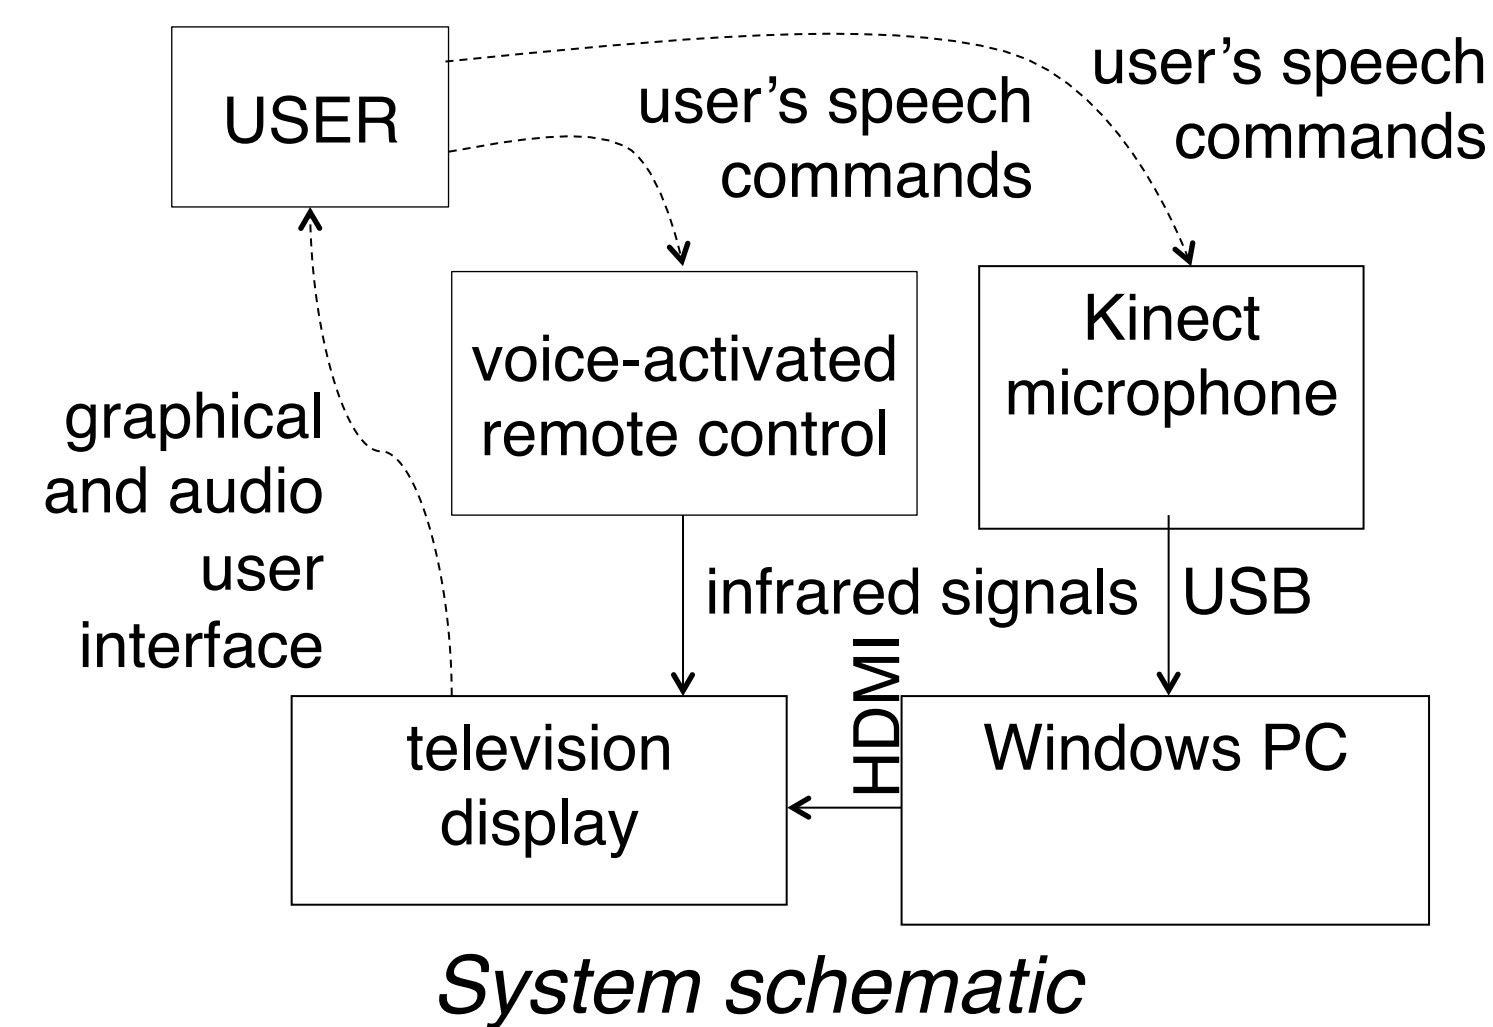 USER
user’s speech
commands
user’s speech
commands
voice-activated
remote control
Kinect
microphone
graphical
and audio
user
interface
infrared signals
USB
HDMI
television
display
Windows PC
System schematic